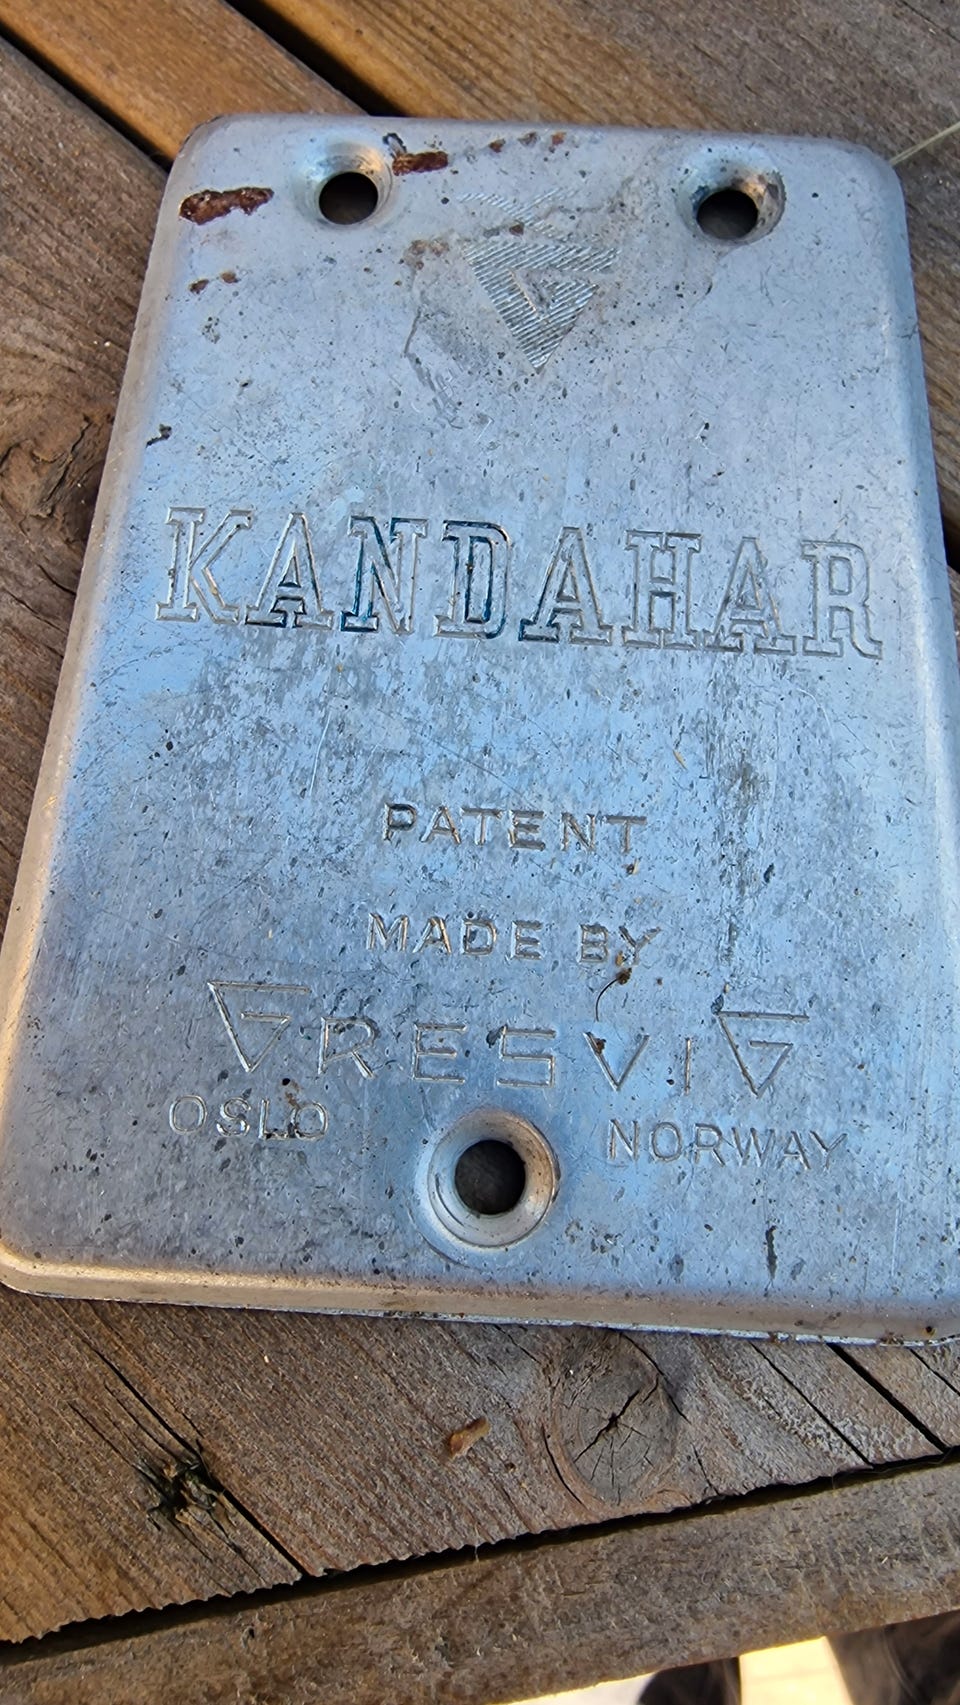 KANDAHAR
PATENT
MADE BY
GRESVIG
OSLO NORWAY